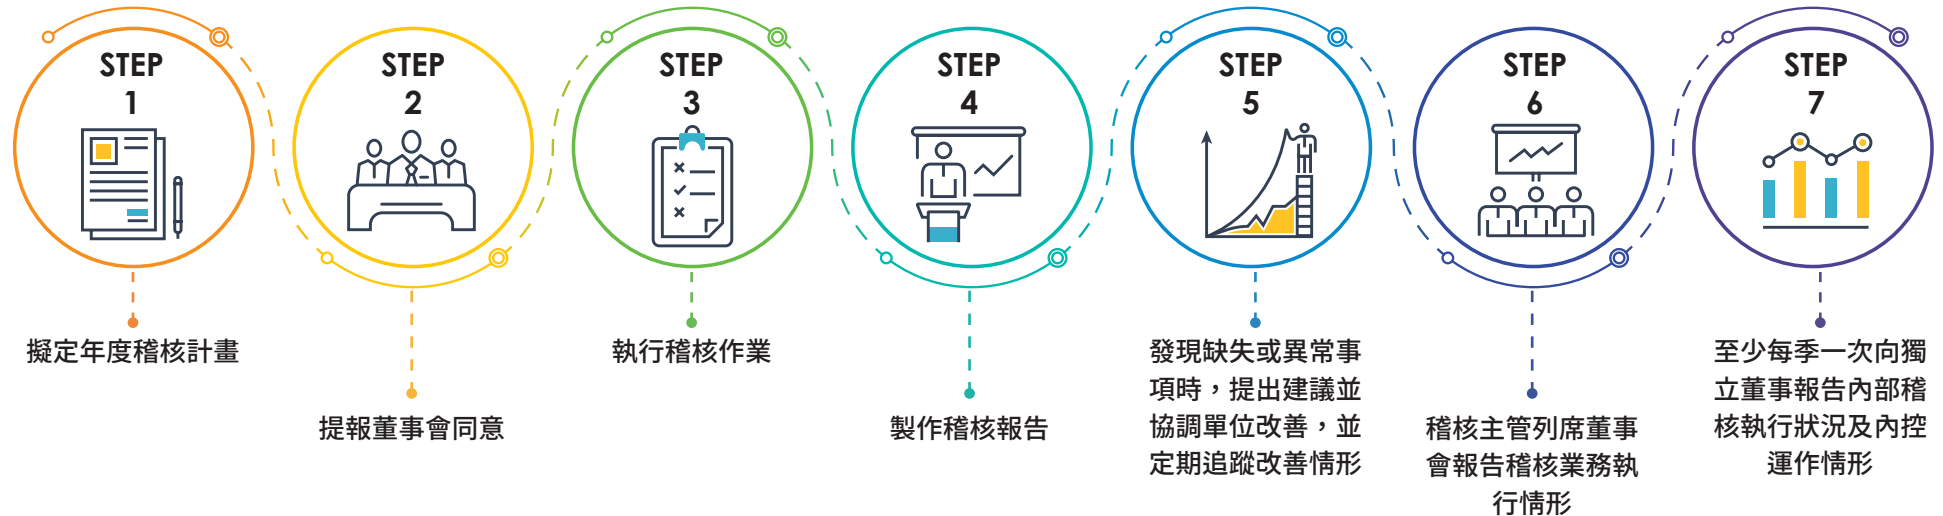 STEP
1
擬定年度稽核計畫
STEP
2
提報董事會同意
STEP
3
執行稽核作業
STEP
4
製作稽核報告
STEP
5
發現缺失或異常事
項時，提出建議並
協調單位改善，並
定期追蹤改善情形
STEP
6
稽核主管列席董事
會報告稽核業務執
行情形
STEP
7
至少每季一次向獨
立董事報告內部稽
核執行狀況及內控
運作情形